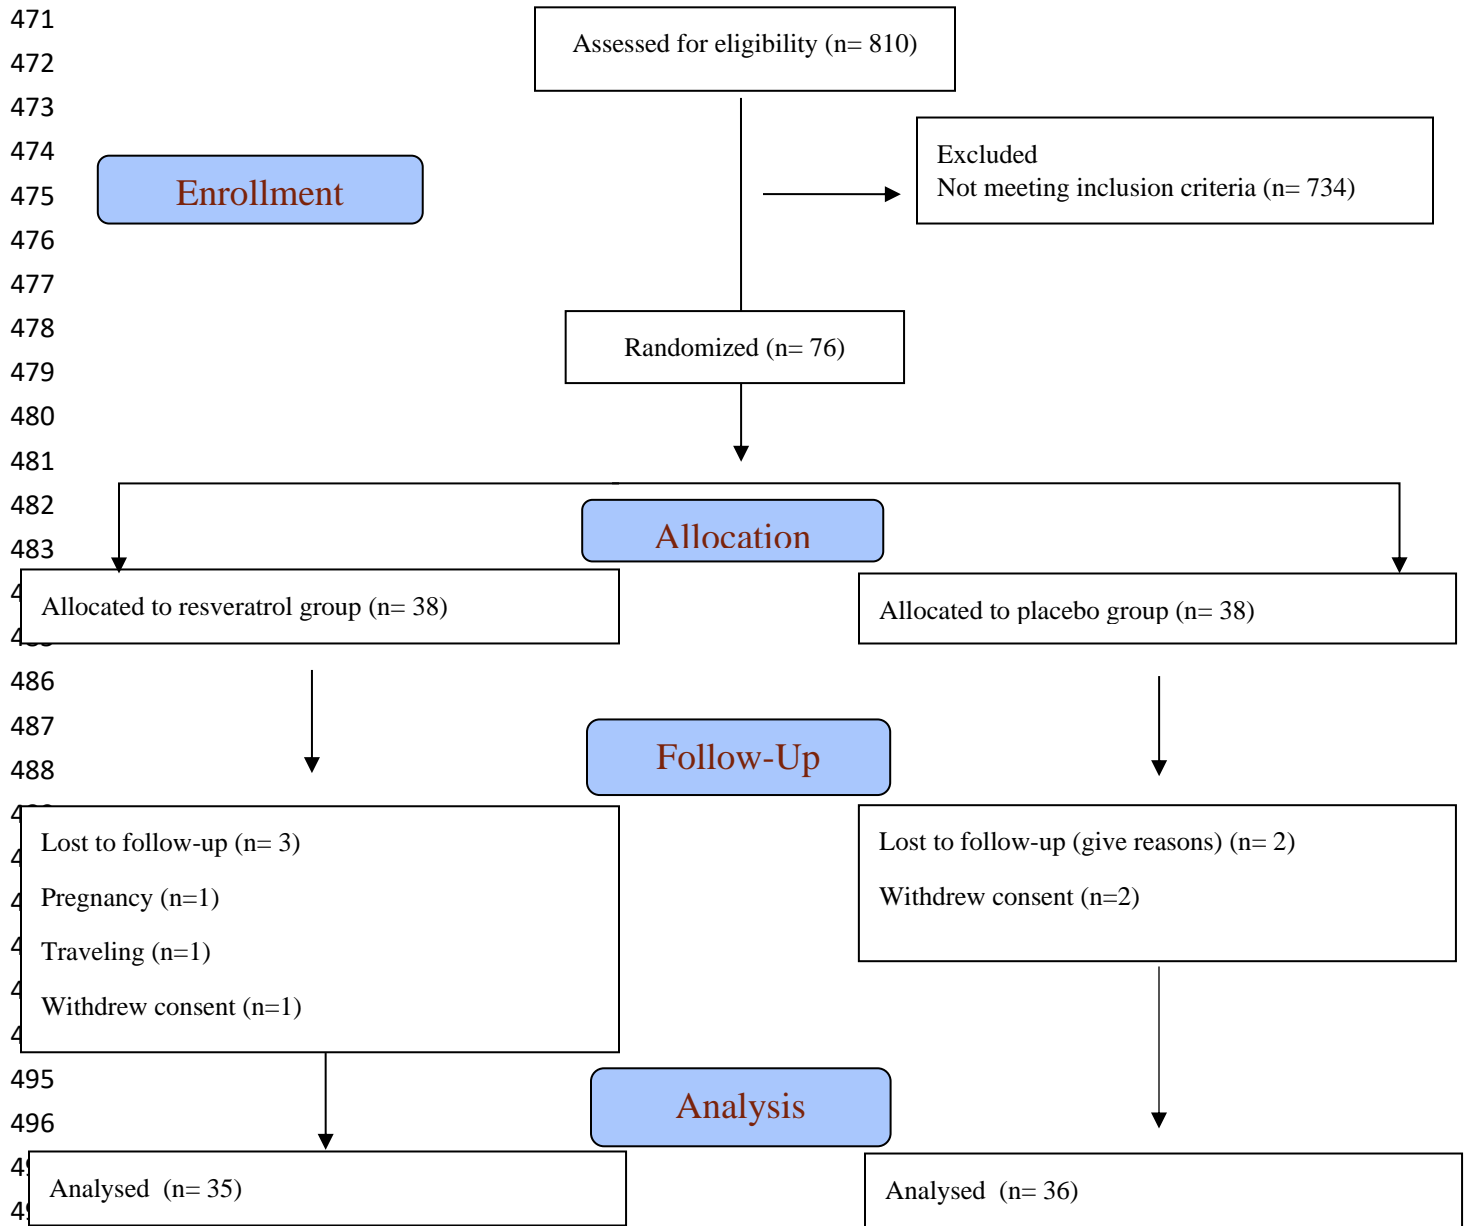 471
Assessed for eligibility (n= 810)
472
473
474
Excluded
Enrollment
475
Not meeting inclusion criteria (n= 734)
476
477
478
Randomized (n= 76)
479
480
481
482
Allocation
483
Allocated to resveratrol group (n= 38)
Allocated to placebo group (n= 38)
486
487
Follow-Up
488
Lost to follow-up (n= 3)
Pregnancy (n=1)
Traveling (n=1)
Withdrew consent (n=1)
Lost to follow-up (give reasons) (n= 2)
Withdrew consent (n=2)
495
Analysis
496
Analysed (n= 35)
Analysed (n= 36)